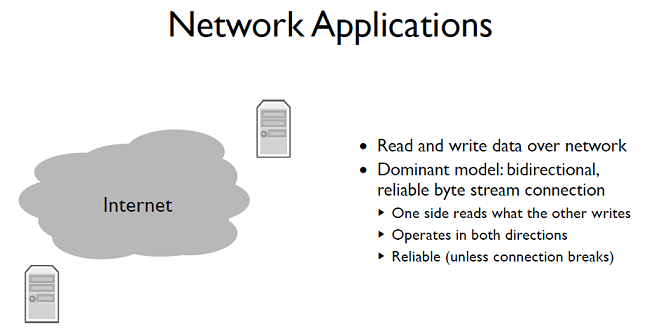 Network Applications
Internet
• Read and write data over network
• Dominant model: bidirectional,
reliable byte stream connection
‣ One side reads what the other writes
‣ Operates in both directions
‣ Reliable (unless connection breaks)